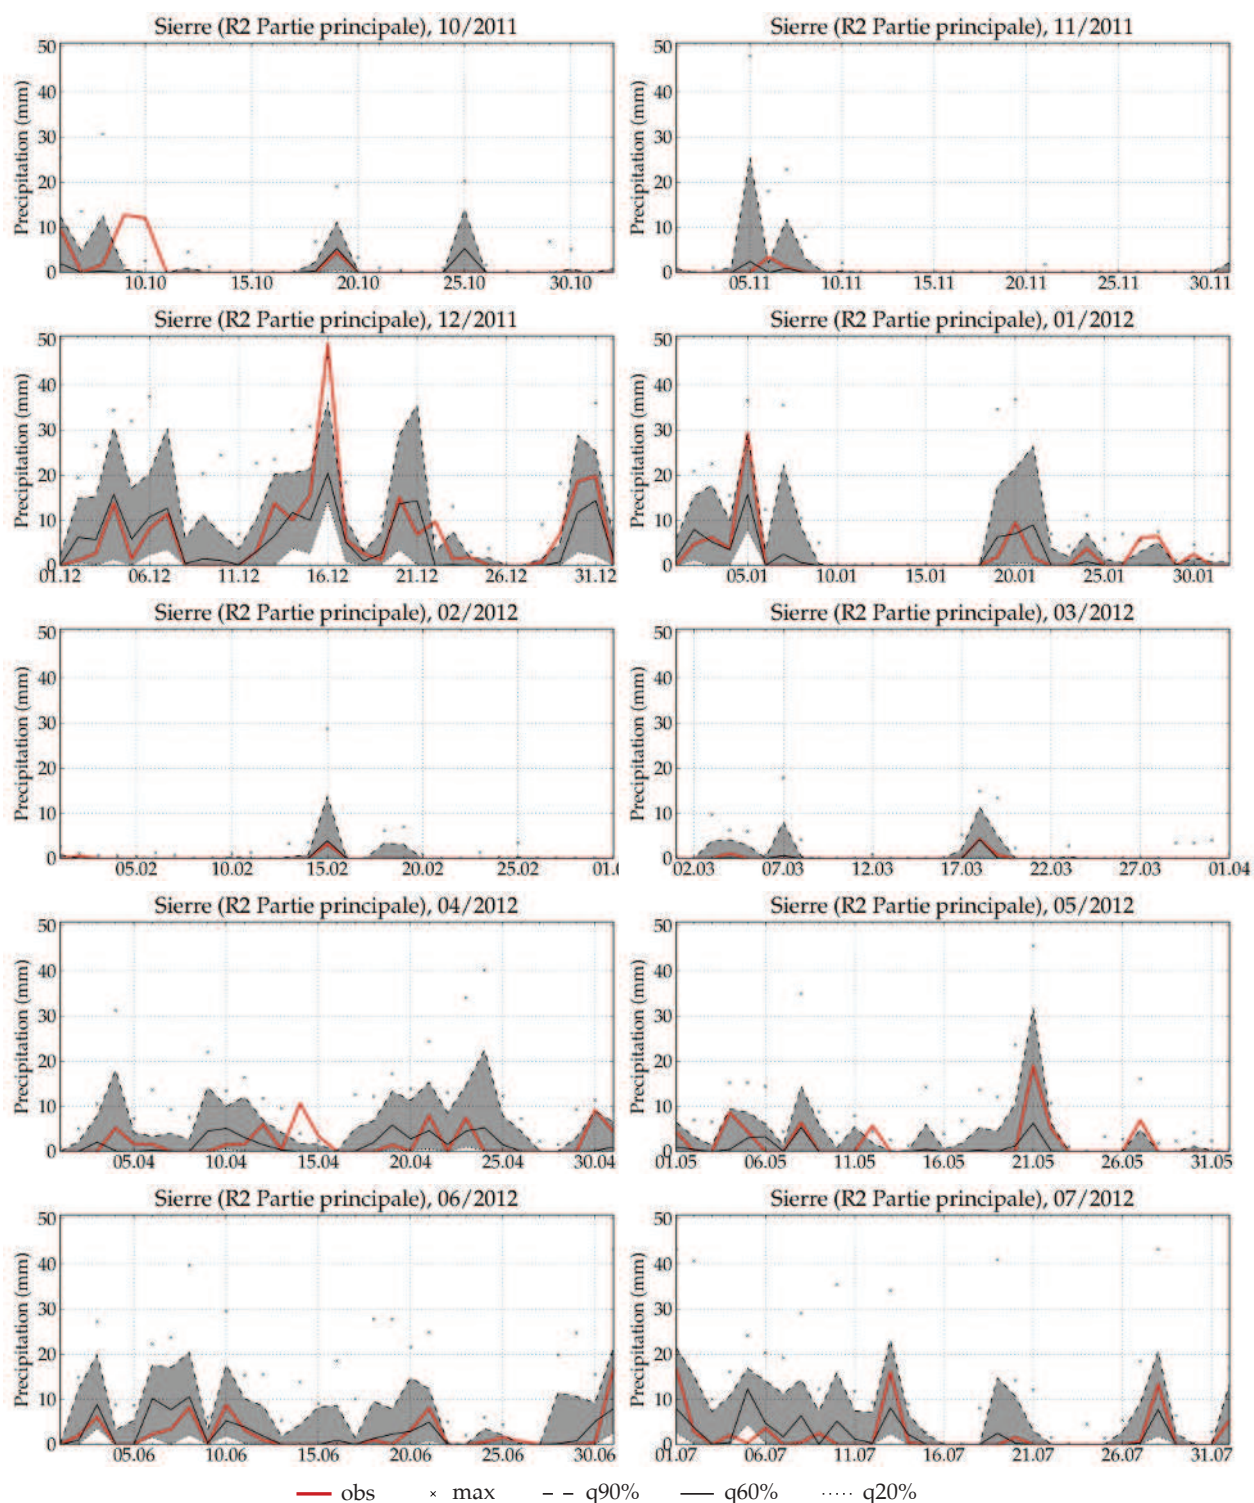 Sierre (R2 Partie principale), 10/2011
Precipitation (mm)
50
40
30
20
10
0
10.10 15.10 20.10 25.10 30.10
Sierre (R2 Partie principale), 11/2011
Precipitation (mm)
50
40
30
20
10
0
05.11 10.11 15.11 20.11 25.11 30.11
Sierre (R2 Partie principale), 12/2011
Precipitation (mm)
50
40
30
20
10
0
01.12 06.12 11.12 16.12 21.12 26.12 31.12
Sierre (R2 Partie principale), 01/2012
Precipitation (mm)
50
40
30
20
10
0
05.01 10.01 15.01 20.01 25.01 30.01
Sierre (R2 Partie principale), 02/2012
Precipitation (mm)
50
40
30
20
10
0
05.02 10.02 15.02 20.02 25.02 01.0
Sierre (R2 Partie principale), 03/2012
Precipitation (mm)
50
40
30
20
10
0
02.03 07.03 12.03 17.03 22.03 27.03 01.04
Sierre (R2 Partie principale), 04/2012
Precipitation (mm)
50
40
30
20
10
0
05.04 10.04 15.04 20.04 25.04 30.04
Sierre (R2 Partie principale), 05/2012
Precipitation (mm)
50
40
30
20
10
0
01.05 06.05 11.05 16.05 21.05 26.05 31.05
Sierre (R2 Partie principale), 06/2012
Precipitation (mm)
50
40
30
20
10
0
05.06 10.06 15.06 20.06 25.06 30.06
Sierre (R2 Partie principale), 07/2012
Precipitation (mm)
50
40
30
20
10
0
01.07 06.07 11.07 16.07 21.07 26.07 31.07
obs max q90% q60% q20%